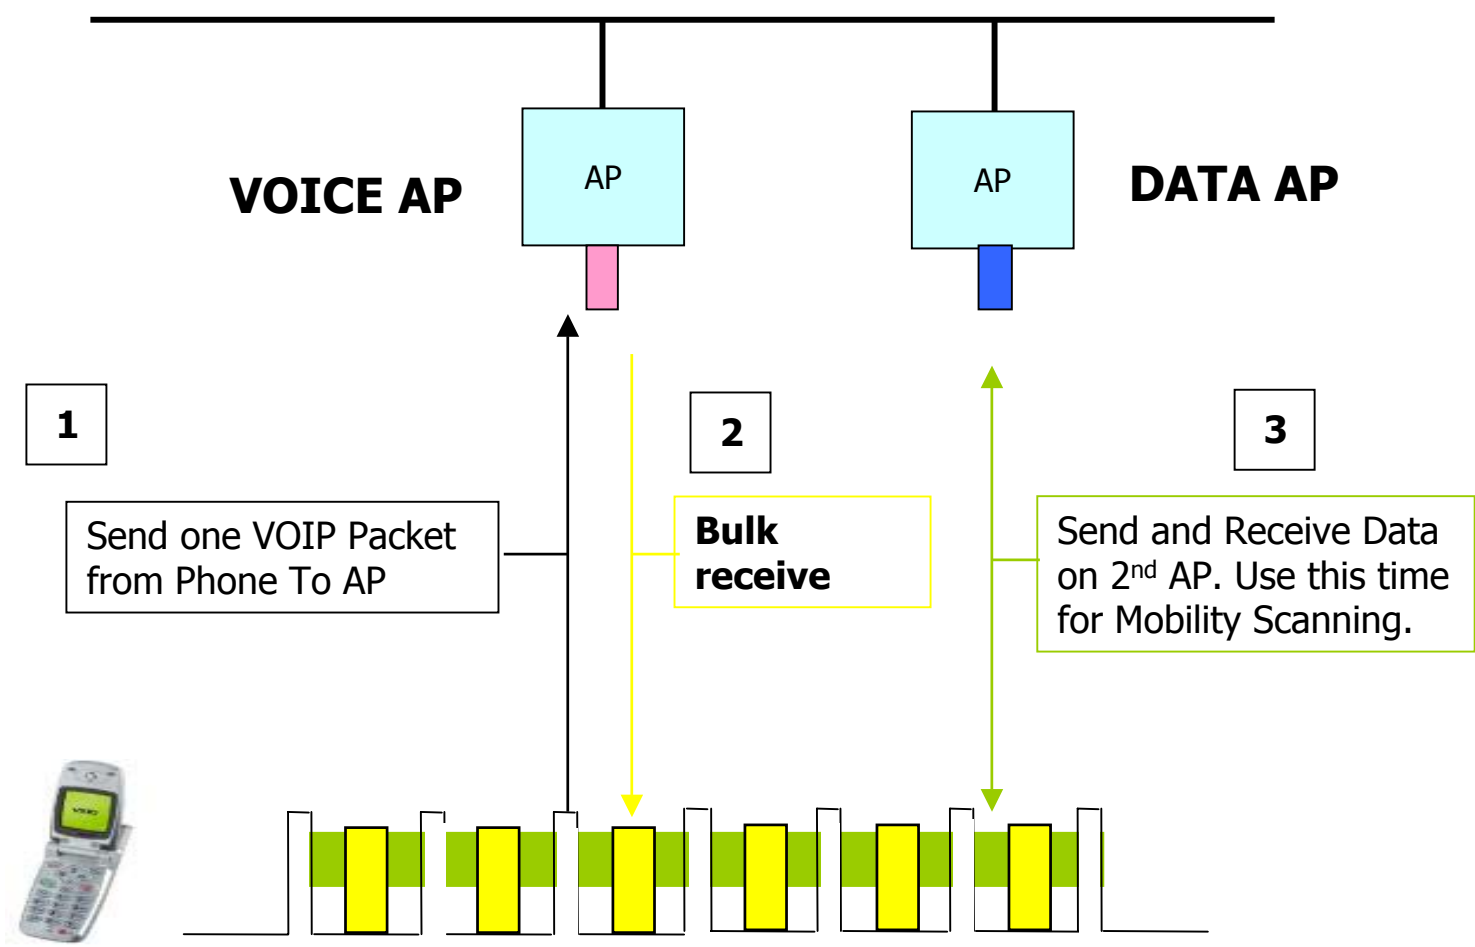 VOICE AP
AP
AP
DATA AP
1
Send one VOIP Packet
from Phone To AP
2
Bulk
receive
3
Send and Receive Data
on 2nd AP. Use this time
for Mobility Scanning.